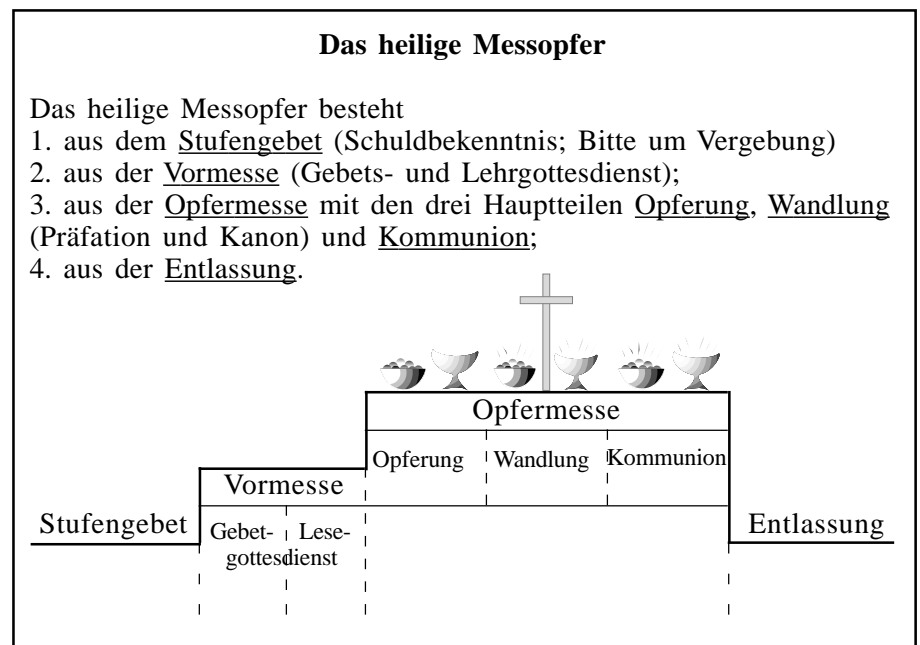 Das heilige Messopfer
Das heilige Messopfer besteht
1. aus dem Stufengebet (Schuldbekenntnis; Bitte um Vergebung)
2. aus der Vormesse (Gebets- und Lehrgottesdienst);
3. aus der Opfermesse mit den drei Hauptteilen Opferung, Wandlung
(Präfation und Kanon) und Kommunion;
4. aus der Entlassung.
Opfermesse
Opferung Wandlung Kommunion
Vormesse
Stufengebet
Gebet- Lese-
gottesdienst
Entlassung